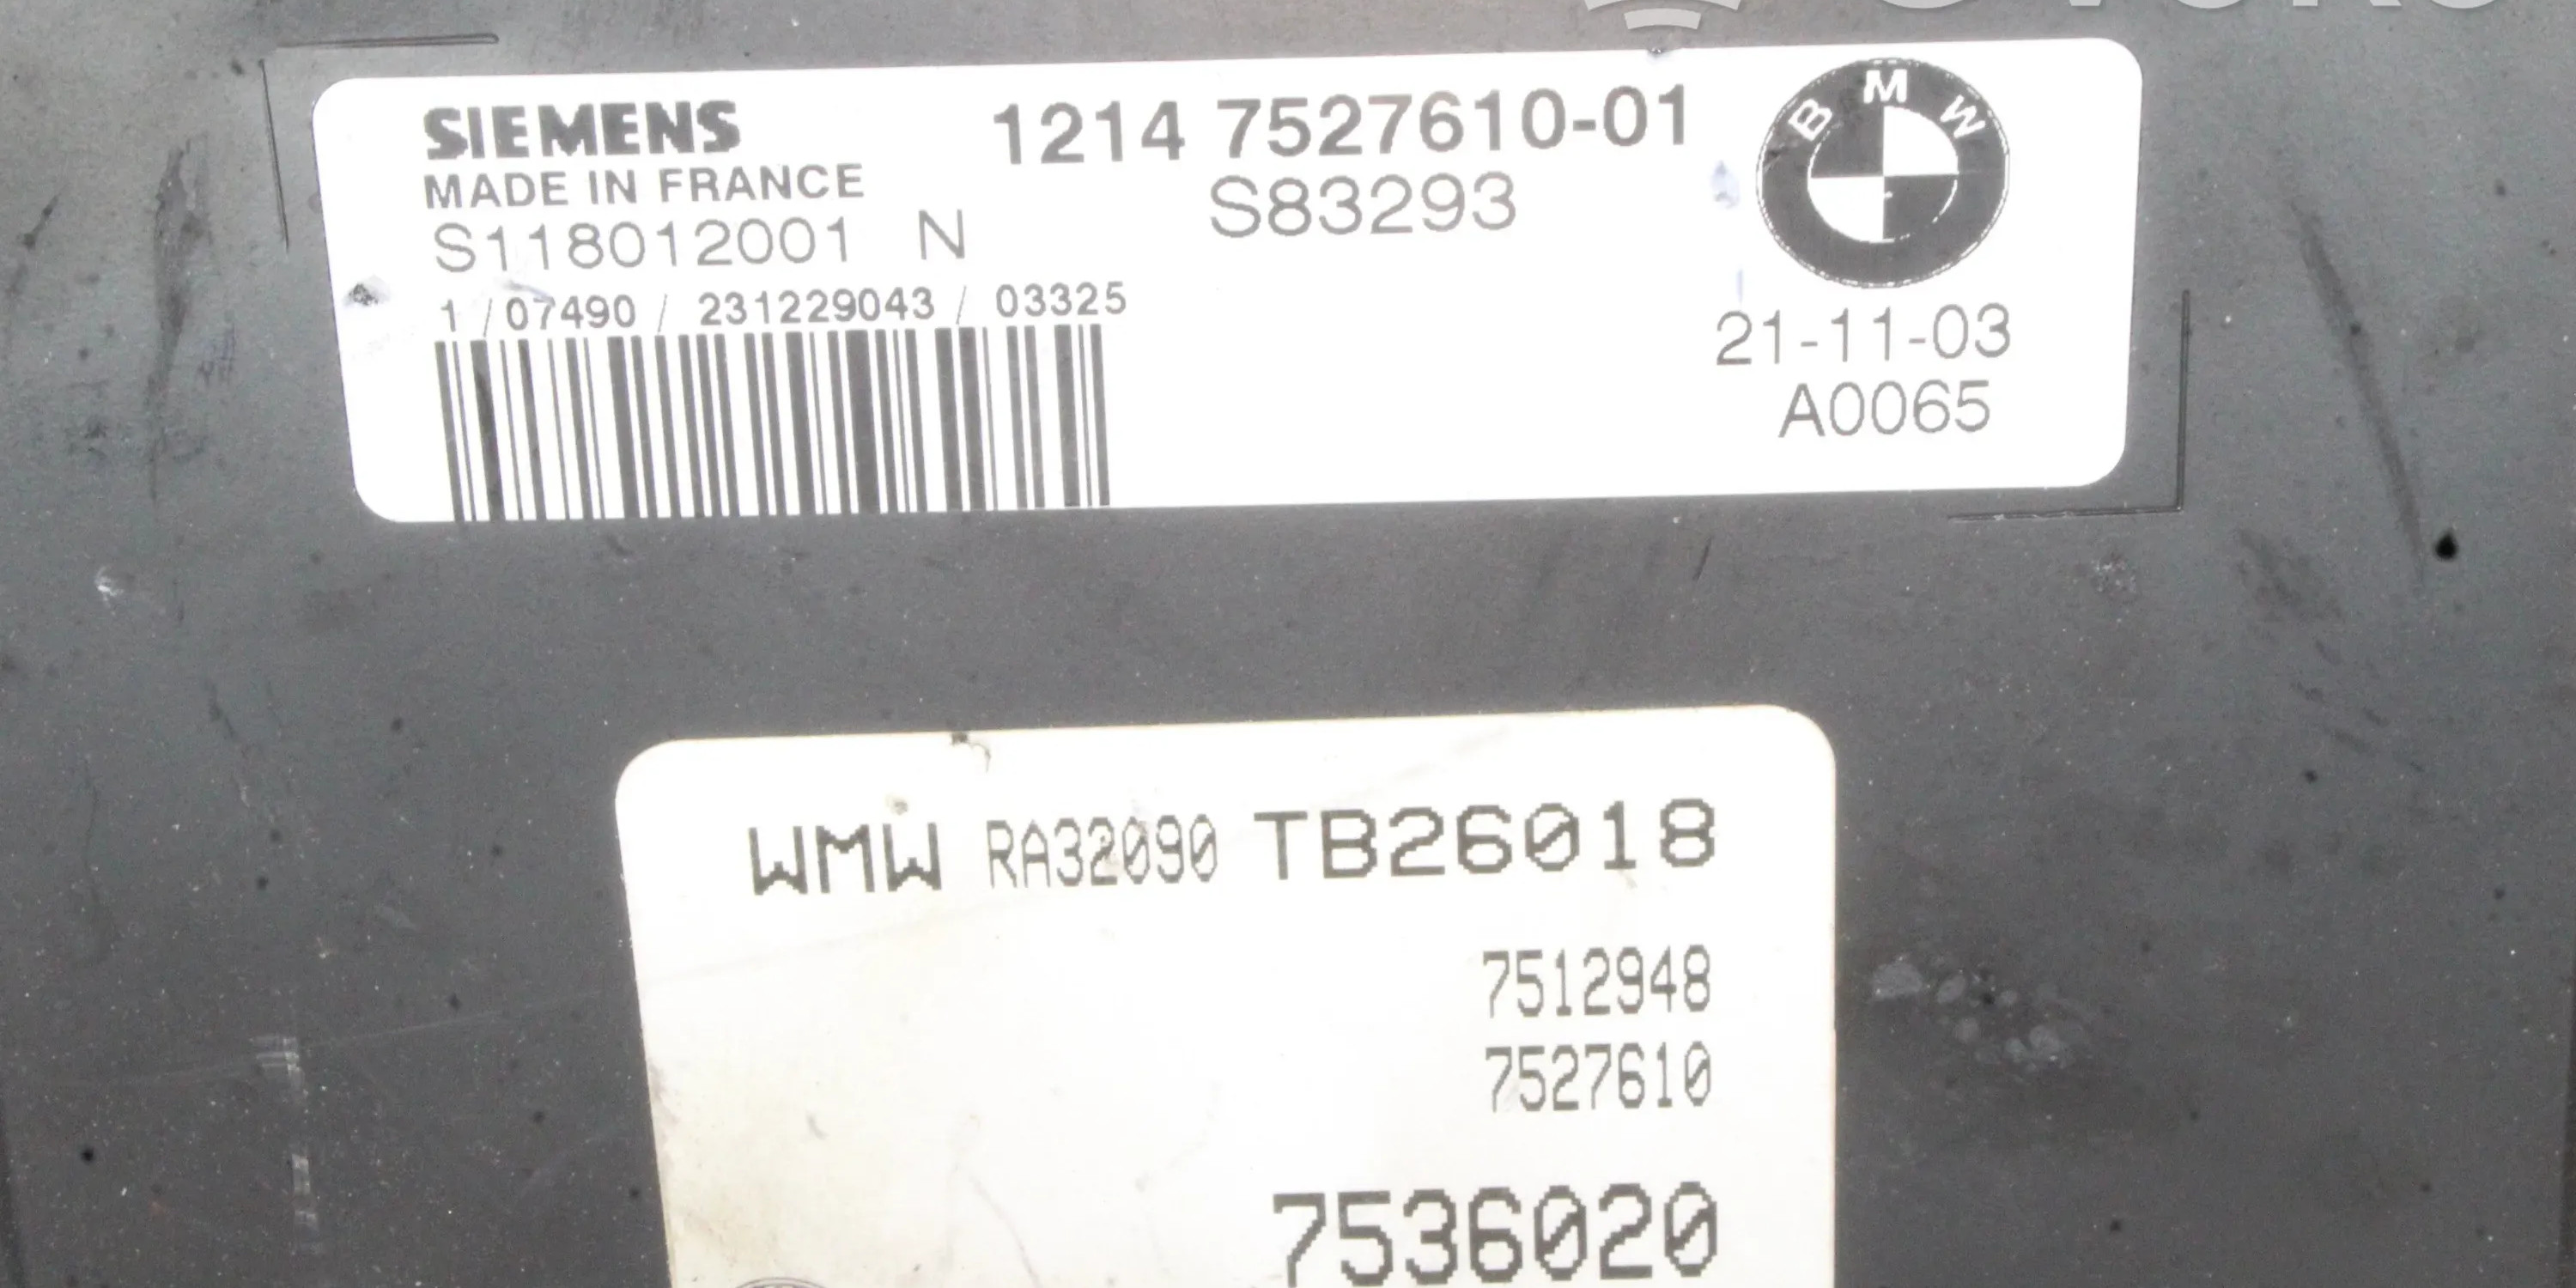 SIEMENS 1214 7527610-01
BMW
MADE IN FRANCE S83293
S118012001 N
1 / 07490 / 231229043 / 03325
21-11-03
A0065
WMW RA32090 TB26018
7512948
7527610
7536020